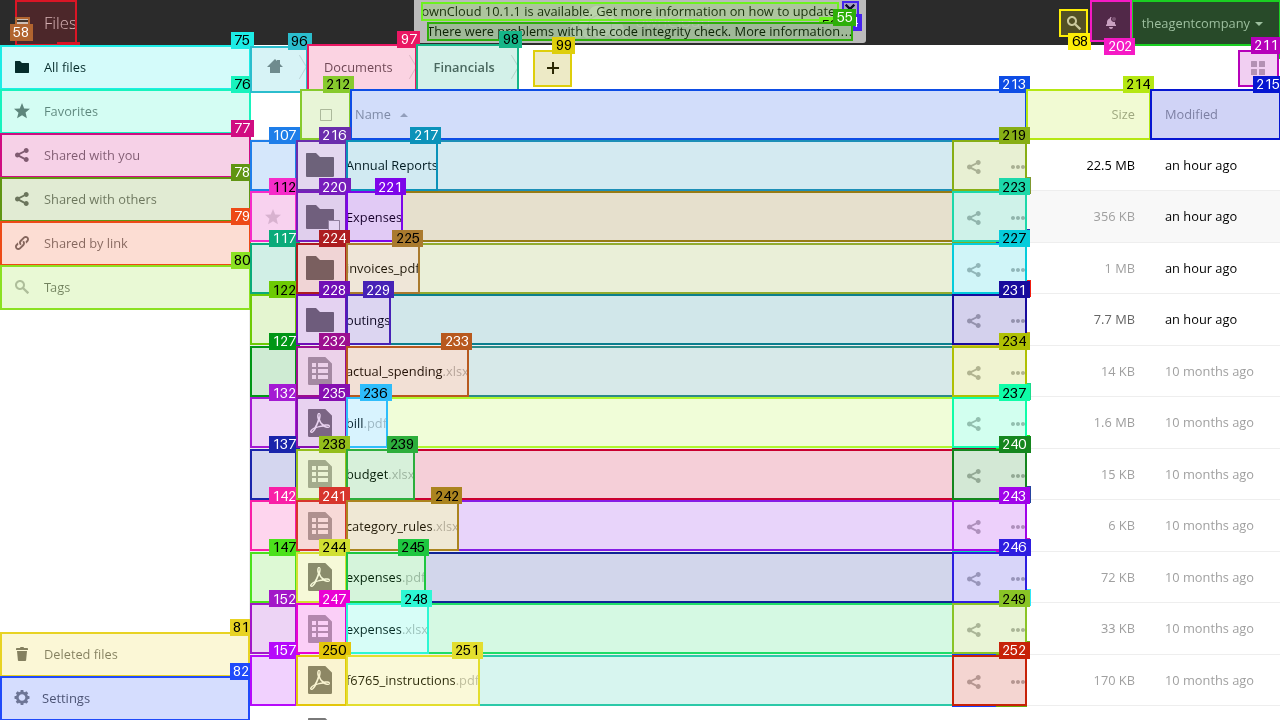 ownCloud 10.1.1 is available. Get more information on how to update.
55
There were problems with the code integrity check. More information…
58
Files
68
202
theagentcompany
75
All files
76
Favorites
77
Shared with you
78
Shared with others
79
Shared by link
80
Tags
81
Deleted files
82
Settings
96
97
Documents
98
Financials
99
+
211
212
213
Name
214
Size
215
Modified
107
216
217
219
Annual Reports
22.5 MB
an hour ago
112
220
221
223
Expenses
356 KB
an hour ago
117
224
225
227
invoices_pdf
1 MB
an hour ago
122
228
229
231
outings
7.7 MB
an hour ago
127
232
233
234
actual_spending.xlsx
14 KB
10 months ago
132
235
236
237
bill.pdf
1.6 MB
10 months ago
137
238
239
240
budget.xlsx
15 KB
10 months ago
142
241
242
243
category_rules.xlsx
6 KB
10 months ago
147
244
245
246
expenses.pdf
72 KB
10 months ago
152
247
248
249
expenses.xlsx
33 KB
10 months ago
157
250
251
252
f6765_instructions.pdf
170 KB
10 months ago